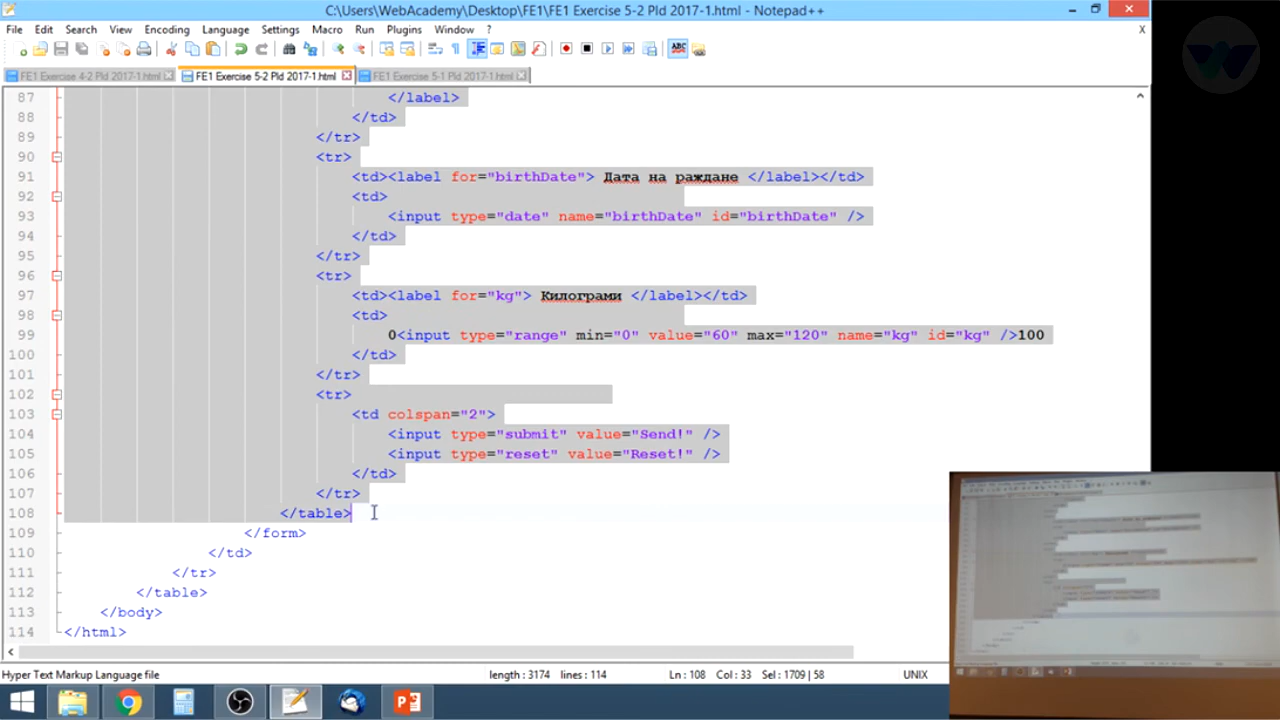 C:\Users\WebAcademy\Desktop\FE1\FE1 Exercise 5-2 Pld 2017-1.html - Notepad++
File Edit Search View Encoding Language Settings Macro Run Plugins Window ? X
FE1 Exercise 4-2 Pld 2017-1.html FE1 Exercise 5-2 Pld 2017-1.html FE1 Exercise 5-1 Pld 2017-1.html
87 </label>
88 </td>
89 </tr>
90 <tr>
91 <td><label for="birthDate"> Дата на раждане </label></td>
92 <td>
93 <input type="date" name="birthDate" id="birthDate" />
94 </td>
95 </tr>
96 <tr>
97 <td><label for="kg"> Килограми </label></td>
98 <td>
99 0<input type="range" min="0" value="60" max="120" name="kg" id="kg" />100
100 </td>
101 </tr>
102 <tr>
103 <td colspan="2">
104 <input type="submit" value="Send!" />
105 <input type="reset" value="Reset!" />
106 </td>
107 </tr>
108 </table>
109 </form>
110 </td>
111 </tr>
112 </table>
113 </body>
114 </html>
Hyper Text Markup Language file length : 3174 lines : 114 Ln : 108 Col : 33 Sel : 1709 | 58 UNIX